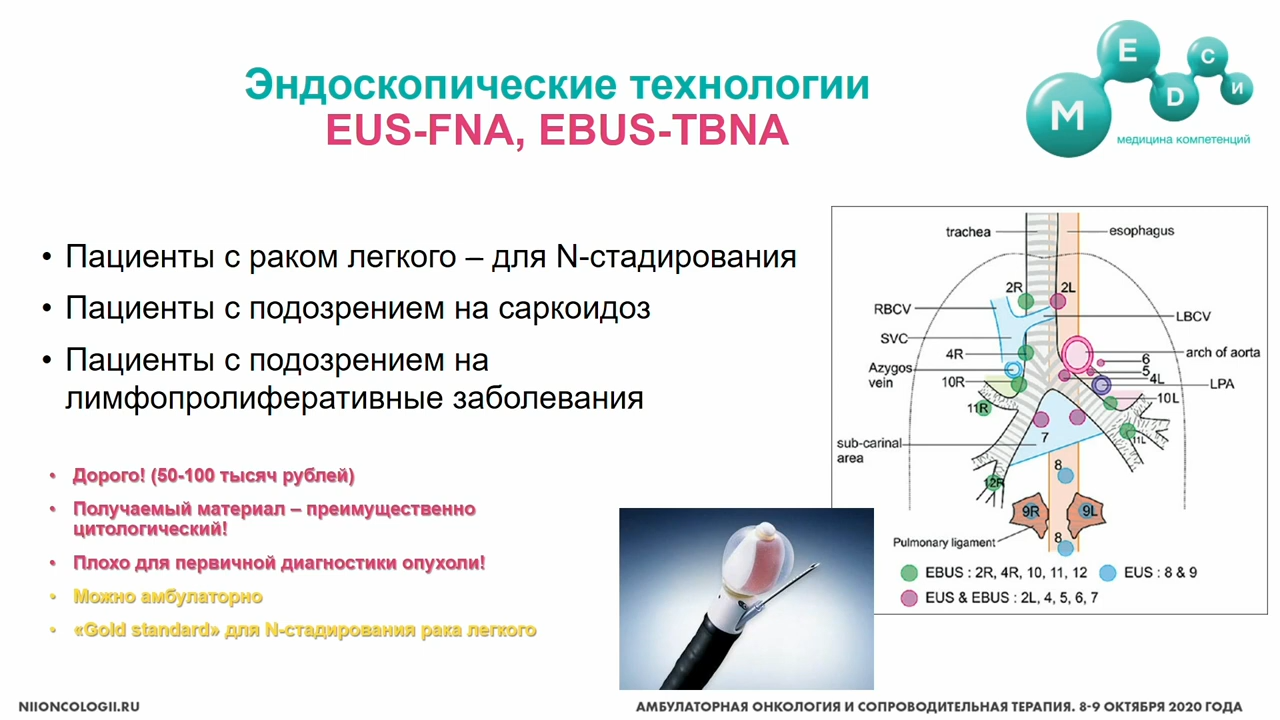 М Е D С И
медицина компетенций
Эндоскопические технологии
EUS-FNA, EBUS-TBNA
• Пациенты с раком легкого – для N-стадирования
• Пациенты с подозрением на саркоидоз
• Пациенты с подозрением на
лимфопролиферативные заболевания
• Дорого! (50-100 тысяч рублей)
• Получаемый материал – преимущественно
цитологический!
• Плохо для первичной диагностики опухоли!
• Можно амбулаторно
• «Gold standard» для N-стадирования рака легкого
trachea
esophagus
2R
2L
RBCV
LBCV
SVC
4R
arch of aorta
6
5
Azygos
vein
4L
LPA
10R
10L
11R
11L
7
sub-carinal
area
8
12R
9R
9L
8
Pulmonary ligament
EBUS : 2R, 4R, 10, 11, 12
EUS : 8 & 9
EUS & EBUS : 2L, 4, 5, 6, 7
NIIONCOLOGII.RU
АМБУЛАТОРНАЯ ОНКОЛОГИЯ И СОПРОВОДИТЕЛЬНАЯ ТЕРАПИЯ. 8-9 ОКТЯБРЯ 2020 ГОДА